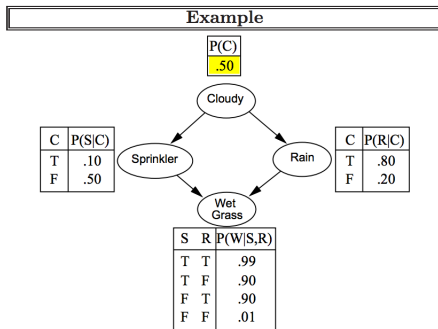 Example
P(C)
.50
Cloudy
C P(S|C)
T .10
F .50
Sprinkler
Rain
C P(R|C)
T .80
F .20
Wet
Grass
S R P(W|S,R)
T T .99
T F .90
F T .90
F F .01